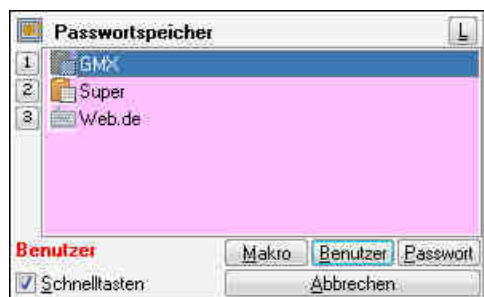 Passwortspeicher L
1 GMX
2 Super
3 Web.de
Benutzer Makro Benutzer Passwort
Schnelltasten Abbrechen